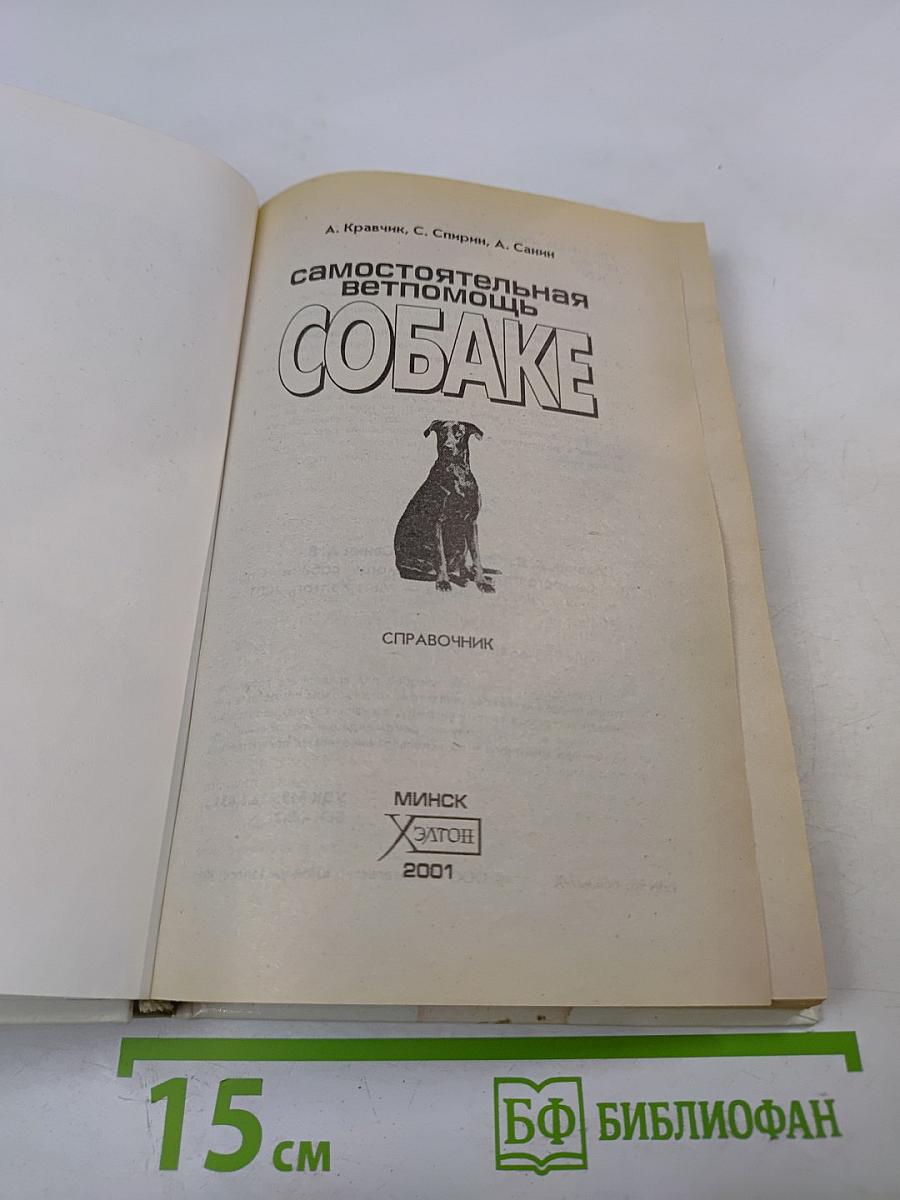 А. Кравчик, С. Спирин, А. Санин
самостоятельная
ветпомощь
СОБАКЕ
СПРАВОЧНИК
МИНСК
ХЭЛТОН
2001
15 см
БФ БИБЛИОФАН